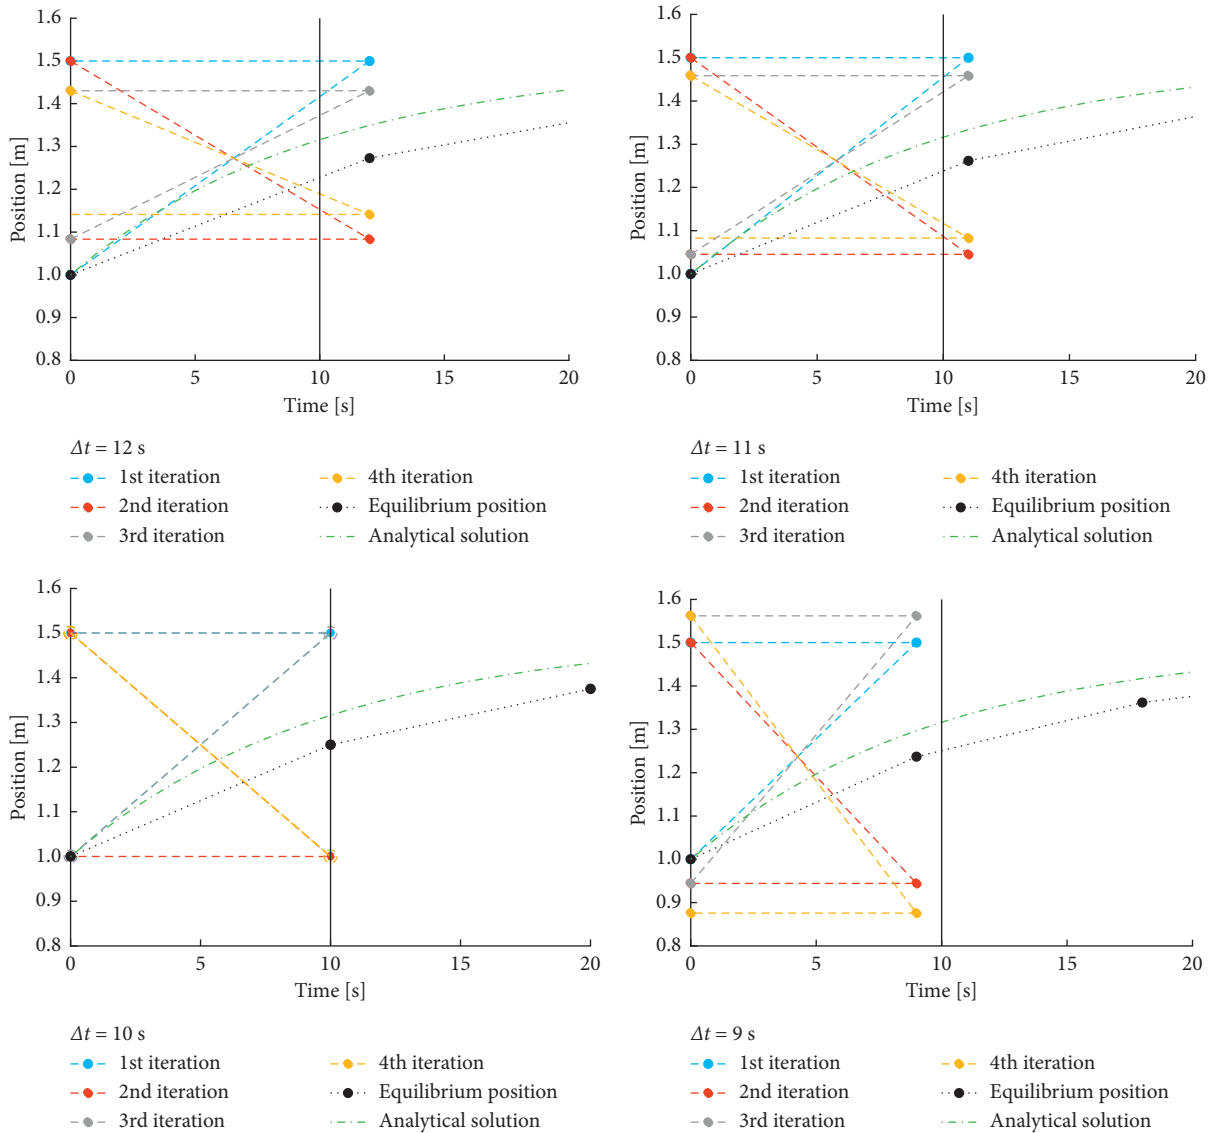 1.6
1.5
1.4
1.3
1.2
1.1
1.0
0.9
0.8
Position [m]
0 5 10 15 20
Time [s]
Δt = 12 s
1st iteration
2nd iteration
3rd iteration
4th iteration
Equilibrium position
Analytical solution
1.6
1.5
1.4
1.3
1.2
1.1
1.0
0.9
0.8
Position [m]
0 5 10 15 20
Time [s]
Δt = 11 s
1st iteration
2nd iteration
3rd iteration
4th iteration
Equilibrium position
Analytical solution
1.6
1.5
1.4
1.3
1.2
1.1
1.0
0.9
0.8
Position [m]
0 5 10 15 20
Time [s]
Δt = 10 s
1st iteration
2nd iteration
3rd iteration
4th iteration
Equilibrium position
Analytical solution
1.6
1.5
1.4
1.3
1.2
1.1
1.0
0.9
0.8
Position [m]
0 5 10 15 20
Time [s]
Δt = 9 s
1st iteration
2nd iteration
3rd iteration
4th iteration
Equilibrium position
Analytical solution